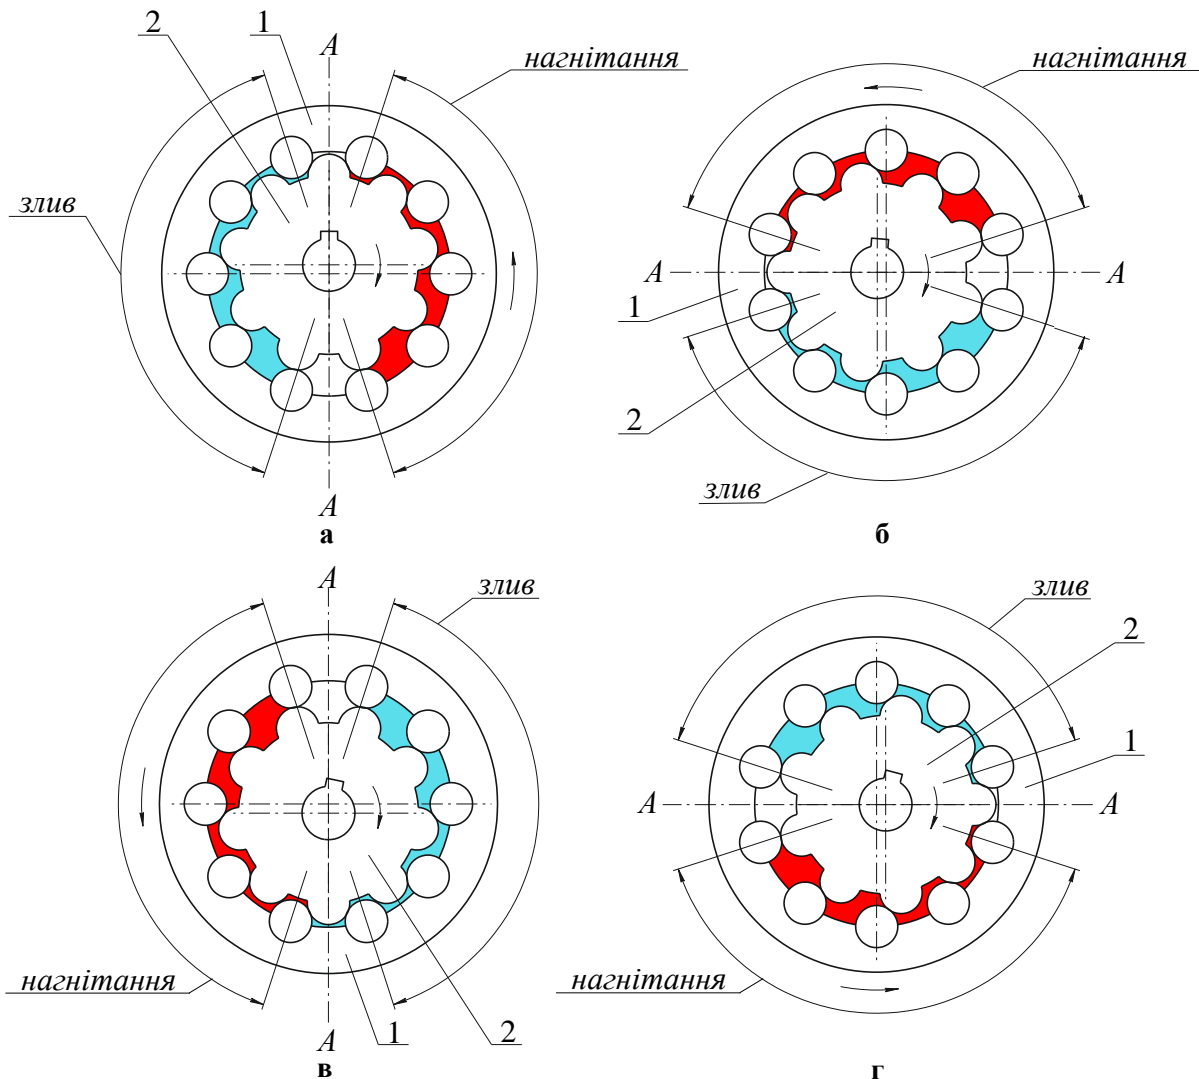 2
1
А
нагнітання
злив
А
а
нагнітання
А
А
1
2
злив
б
А
злив
нагнітання
1
2
А
в
злив
2
1
А
А
нагнітання
г